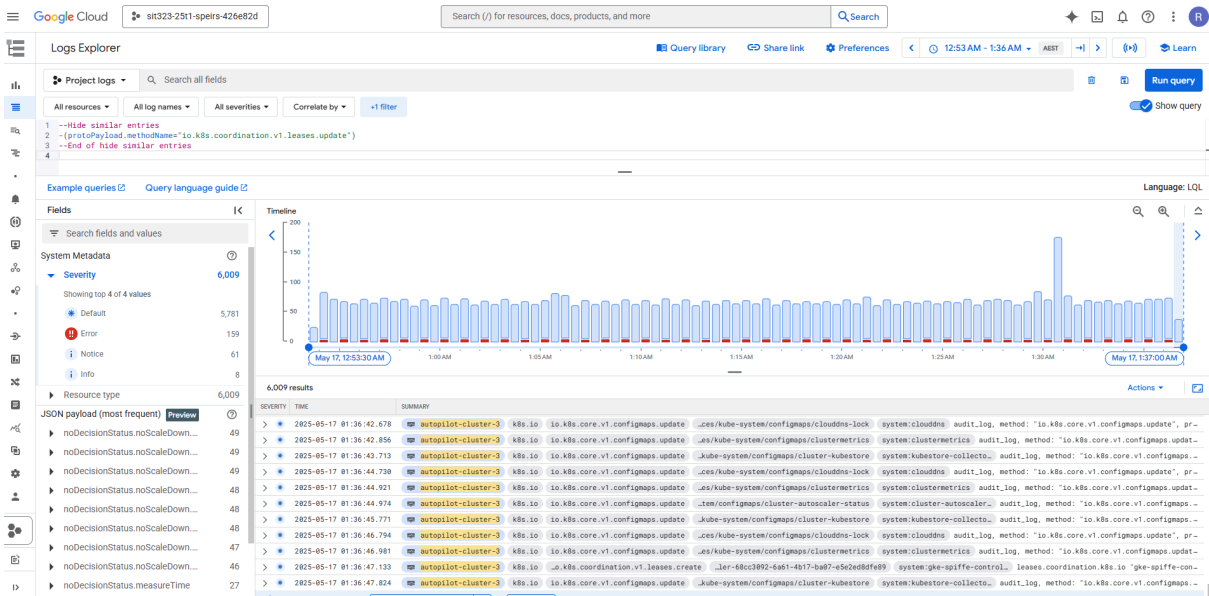 Google Cloud
sit323-25t1-speirs-426e82d
Search (/) for resources, docs, products, and more
Search
R
Logs Explorer
Query library
Share link
Preferences
12:53 AM - 1:36 AM
AEST
Learn
Project logs
Search all fields
Run query
All resources
All log names
All severities
Correlate by
+1 filter
Show query
1 --Hide similar entries
2 -(protoPayload.methodName="io.k8s.coordination.v1.leases.update")
3 --End of hide similar entries
4
Example queries
Query language guide
Language: LQL
Fields
Search fields and values
System Metadata
Severity 6,009
Showing top 4 of 4 values
Default 5,781
Error 159
Notice 61
Info 8
Resource type 6,009
JSON payload (most frequent) Preview
noDecisionStatus.noScaleDown.... 49
noDecisionStatus.noScaleDown.... 49
noDecisionStatus.noScaleDown.... 49
noDecisionStatus.noScaleDown.... 48
noDecisionStatus.noScaleDown.... 48
noDecisionStatus.noScaleDown.... 48
noDecisionStatus.noScaleDown.... 47
noDecisionStatus.noScaleDown.... 46
noDecisionStatus.measureTime 27
Timeline
200
150
100
50
0
May 17, 12:53:30 AM
1:00 AM
1:05 AM
1:10 AM
1:15 AM
1:20 AM
1:25 AM
1:30 AM
May 17, 1:37:00 AM
6,009 results
Actions
SEVERITY TIME SUMMARY
2025-05-17 01:36:42.678 autopilot-cluster-3 k8s.io io.k8s.core.v1.configmaps.update …ces/kube-system/configmaps/clouddns-lock system:clouddns audit_log, method: "io.k8s.core.v1.configmaps.update", pr…
2025-05-17 01:36:42.856 autopilot-cluster-3 k8s.io io.k8s.core.v1.configmaps.update …es/kube-system/configmaps/clustermetrics system:clustermetrics audit_log, method: "io.k8s.core.v1.configmaps.updat…
2025-05-17 01:36:43.713 autopilot-cluster-3 k8s.io io.k8s.core.v1.configmaps.update …kube-system/configmaps/cluster-kubestore system:kubestore-collecto… audit_log, method: "io.k8s.core.v1.configmaps.…
2025-05-17 01:36:44.730 autopilot-cluster-3 k8s.io io.k8s.core.v1.configmaps.update …ces/kube-system/configmaps/clouddns-lock system:clouddns audit_log, method: "io.k8s.core.v1.configmaps.update", pr…
2025-05-17 01:36:44.921 autopilot-cluster-3 k8s.io io.k8s.core.v1.configmaps.update …es/kube-system/configmaps/clustermetrics system:clustermetrics audit_log, method: "io.k8s.core.v1.configmaps.updat…
2025-05-17 01:36:44.974 autopilot-cluster-3 k8s.io io.k8s.core.v1.configmaps.update …tem/configmaps/cluster-autoscaler-status system:cluster-autoscaler… audit_log, method: "io.k8s.core.v1.configmaps.…
2025-05-17 01:36:45.771 autopilot-cluster-3 k8s.io io.k8s.core.v1.configmaps.update …kube-system/configmaps/cluster-kubestore system:kubestore-collecto… audit_log, method: "io.k8s.core.v1.configmaps.…
2025-05-17 01:36:46.794 autopilot-cluster-3 k8s.io io.k8s.core.v1.configmaps.update …ces/kube-system/configmaps/clouddns-lock system:clouddns audit_log, method: "io.k8s.core.v1.configmaps.update", pr…
2025-05-17 01:36:46.981 autopilot-cluster-3 k8s.io io.k8s.core.v1.configmaps.update …es/kube-system/configmaps/clustermetrics system:clustermetrics audit_log, method: "io.k8s.core.v1.configmaps.updat…
2025-05-17 01:36:47.133 autopilot-cluster-3 k8s.io …o.k8s.coordination.v1.leases.create …ler-68cc3092-6a61-4b17-ba07-e5e2ed8dfe89 system:gke-spiffe-control… leases.coordination.k8s.io "gke-spiffe-con…
2025-05-17 01:36:47.824 autopilot-cluster-3 k8s.io io.k8s.core.v1.configmaps.update …kube-system/configmaps/cluster-kubestore system:kubestore-collecto… audit_log, method: "io.k8s.core.v1.configmaps.…